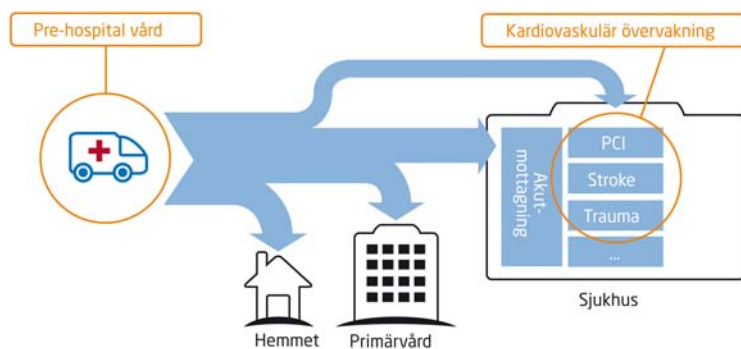 Pre-hospital vård
Kardiovaskulär övervakning
Akut-
mottagning
PCI
Stroke
Trauma
...
Sjukhus
Hemmet
Primärvård